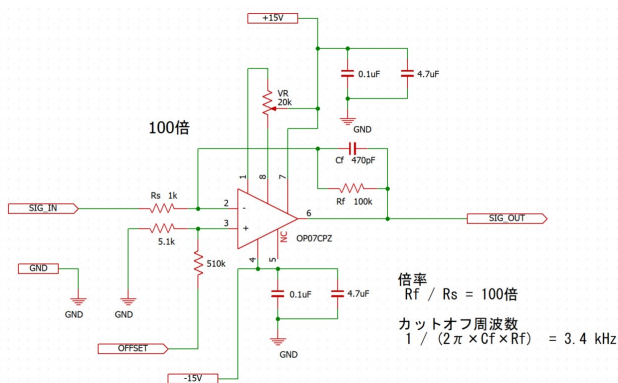 +15V
0.1uF
4.7uF
VR
20k
GND
100倍
1
8
7
Cf 470pF
Rs 1k
Rf 100k
SIG_IN
2
-
6
SIG_OUT
3
+
OP07CPZ
5.1k
NC
4
5
510k
GND
GND
GND
0.1uF
4.7uF
GND
OFFSET
-15V
倍率
Rf / Rs = 100倍
カットオフ周波数
1 / (2π×Cf×Rf) = 3.4 kHz